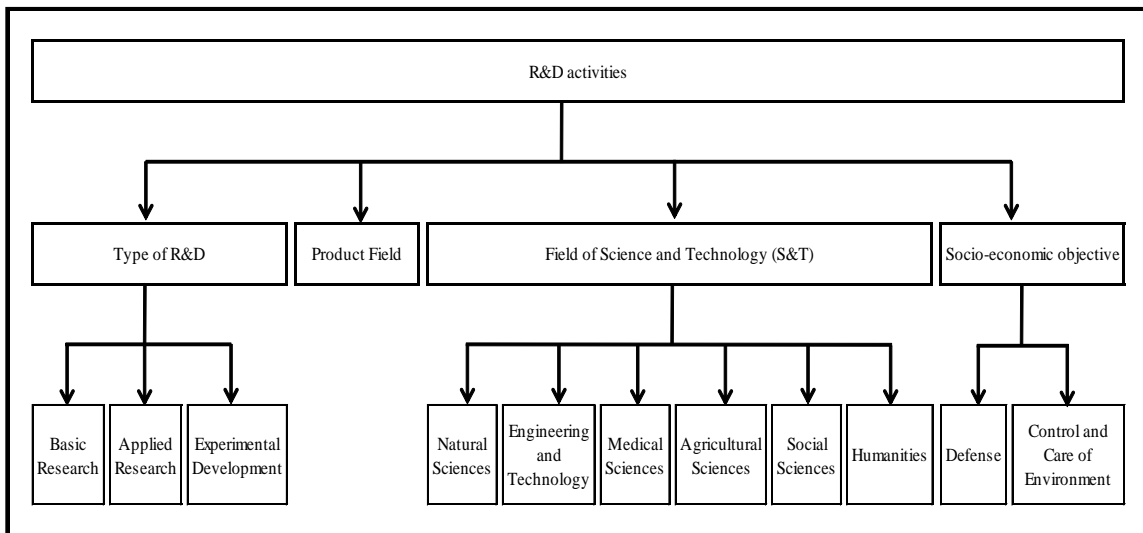 R&D activities
Type of R&D
Product Field
Field of Science and Technology (S&T)
Socio-economic objective
Basic
Research
Applied
Research
Experimental
Development
Natural
Sciences
Engineering
and
Technology
Medical
Sciences
Agricultural
Sciences
Social
Sciences
Humanities
Defense
Control and
Care of
Environment